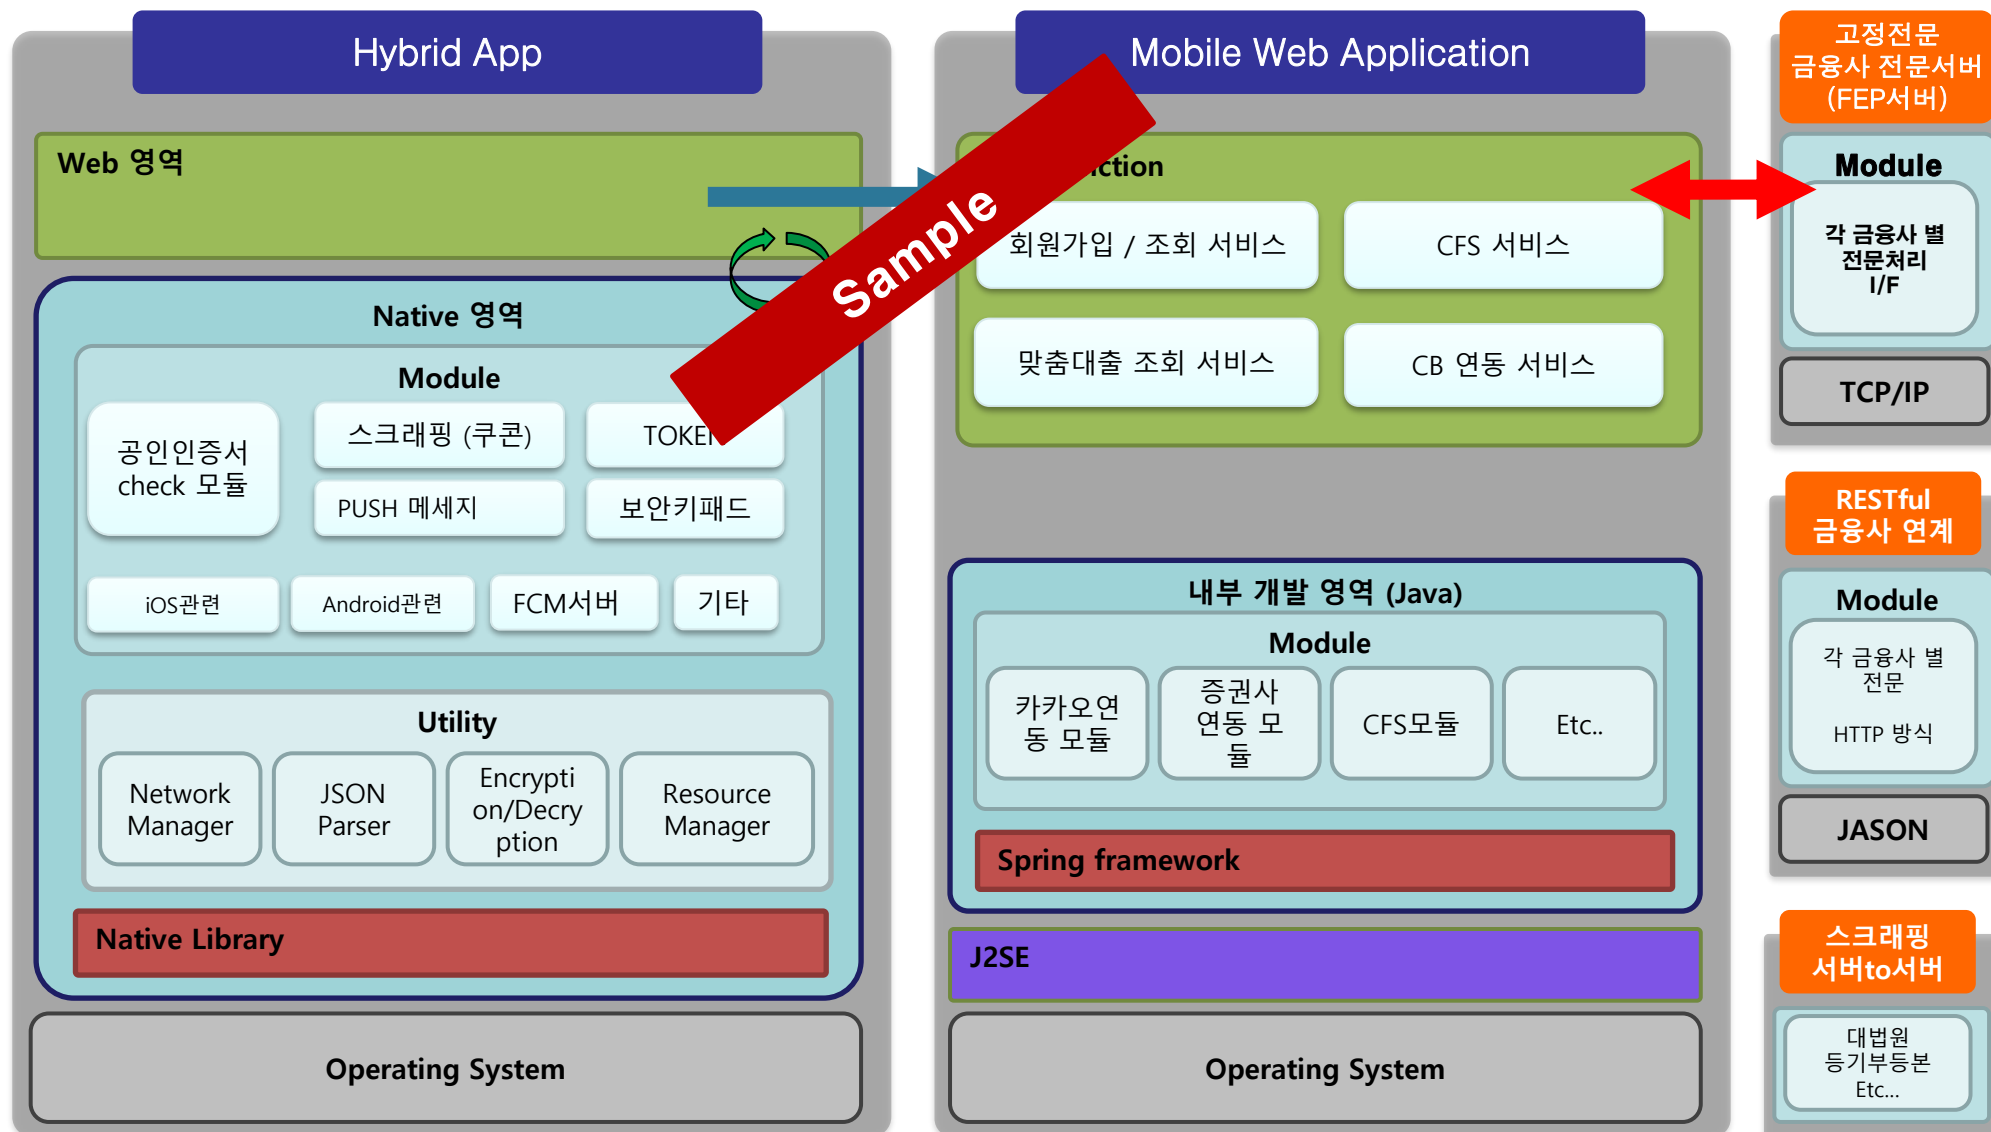 Hybrid App
Web 영역
Native 영역
Module
공인인증서
check 모듈
스크래핑 (쿠콘)
PUSH 메세지
보안키패드
iOS관련
Android관련
FCM서버
기타
Utility
Network
Manager
JSON
Parser
Encrypti
on/Decry
ption
Resource
Manager
Native Library
Operating System
Sample
Mobile Web Application
회원가입 / 조회 서비스
CFS 서비스
맞춤대출 조회 서비스
CB 연동 서비스
내부 개발 영역 (Java)
Module
카카오연
동 모듈
증권사
연동 모
듈
CFS모듈
Etc..
Spring framework
J2SE
Operating System
고정전문
금융사 전문서버
(FEP서버)
Module
각 금융사 별
전문처리
I/F
TCP/IP
RESTful
금융사 연계
Module
각 금융사 별
전문
HTTP 방식
JASON
스크래핑
서버to서버
대법원
등기부등본
Etc...